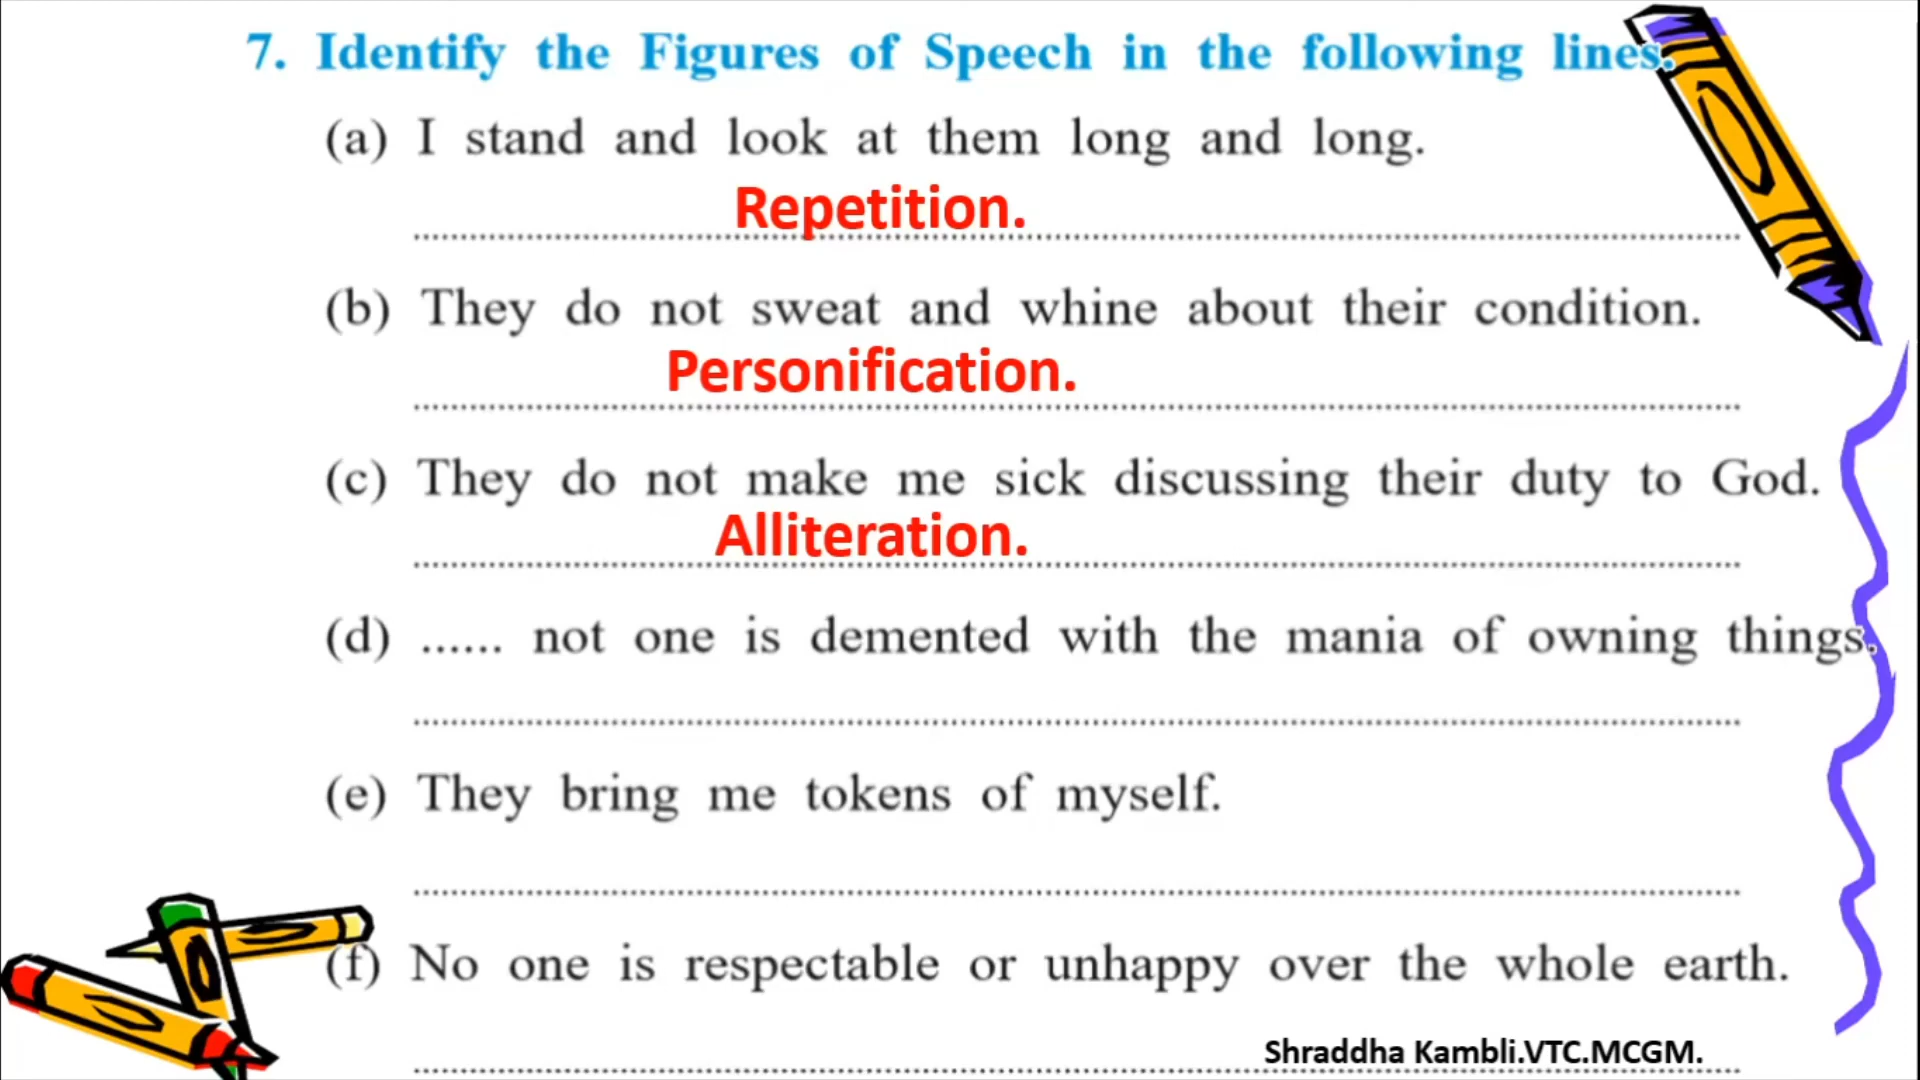 7. Identify the Figures of Speech in the following lines.
(a) I stand and look at them long and long.
Repetition.
(b) They do not sweat and whine about their condition.
Personification.
(c) They do not make me sick discussing their duty to God.
Alliteration.
(d) ...... not one is demented with the mania of owning things.
(e) They bring me tokens of myself.
(f) No one is respectable or unhappy over the whole earth.
Shraddha Kambli.VTC.MCGM.